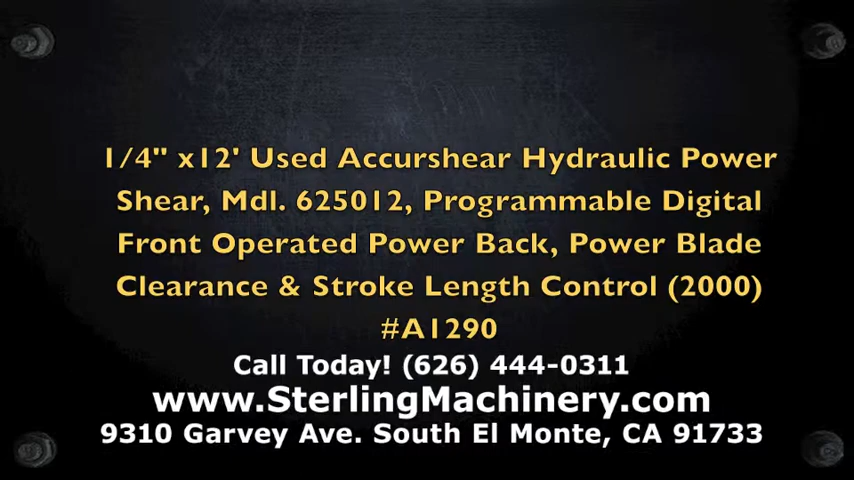 1/4" x12' Used Accurshear Hydraulic Power
Shear, Mdl. 625012, Programmable Digital
Front Operated Power Back, Power Blade
Clearance & Stroke Length Control (2000)
#A1290
Call Today! (626) 444-0311
www.SterlingMachinery.com
9310 Garvey Ave. South El Monte, CA 91733